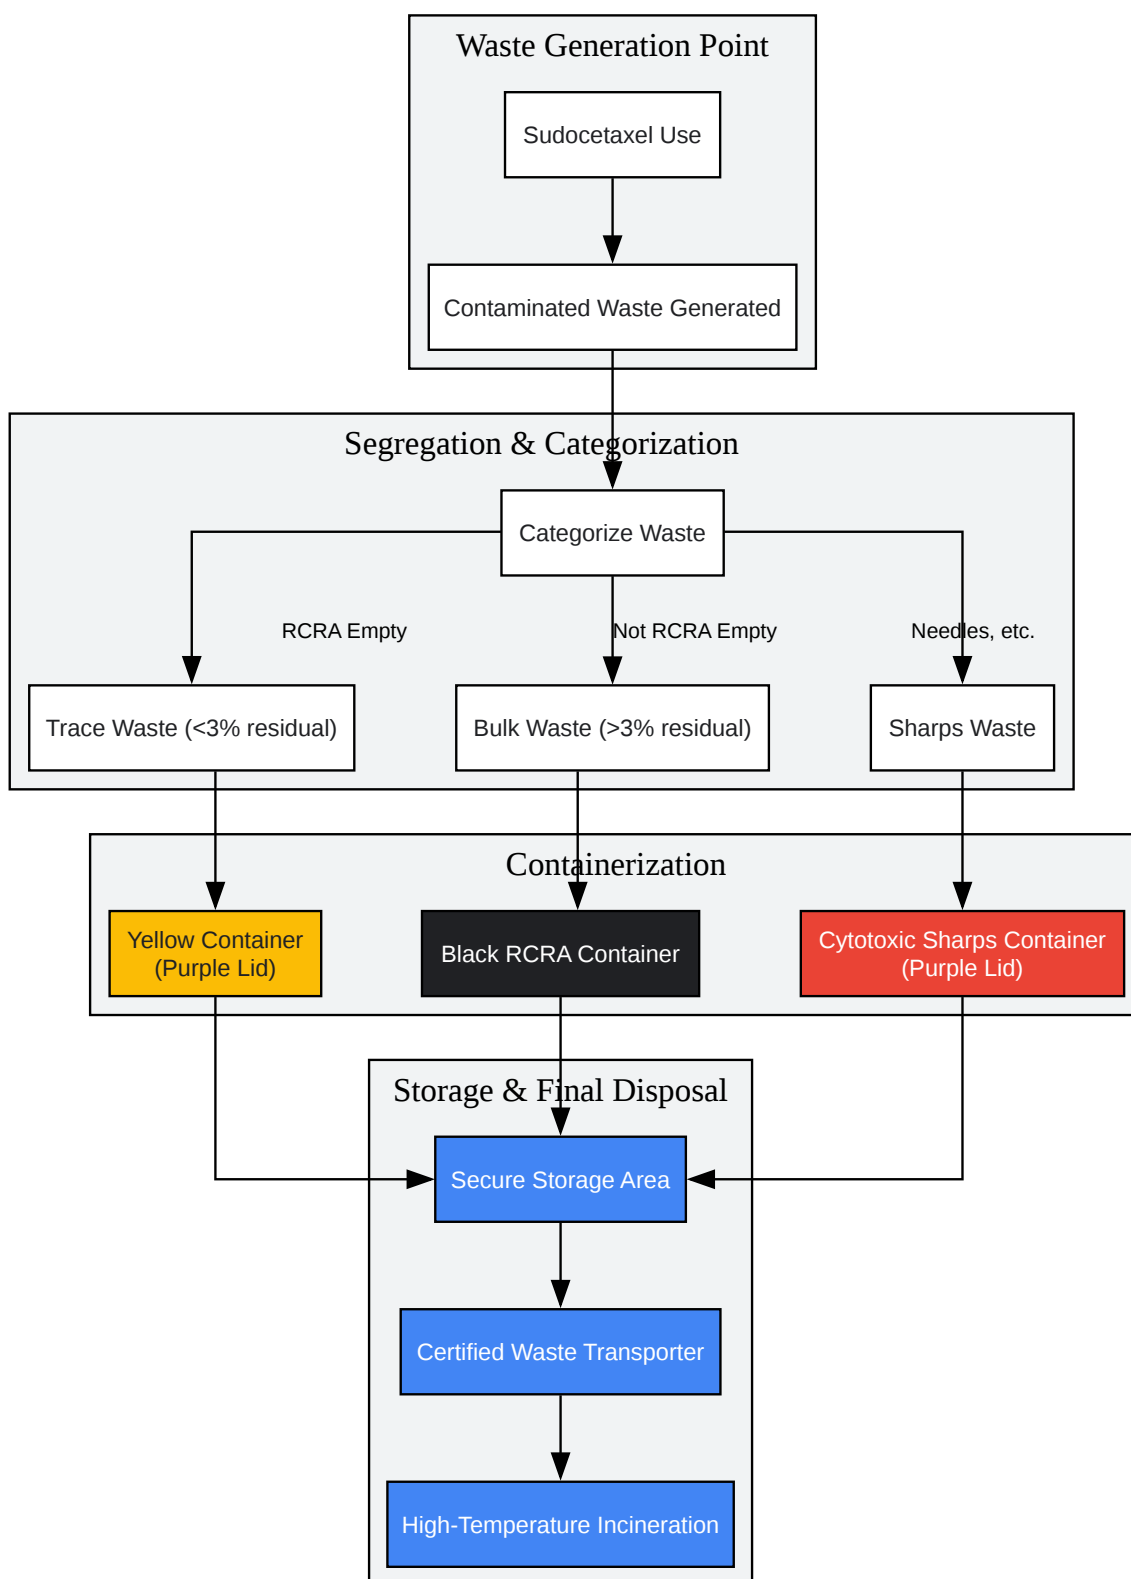 Waste Generation Point
Sudocetaxel Use
Contaminated Waste Generated
Segregation & Categorization
Categorize Waste
RCRA Empty
Not RCRA Empty
Needles, etc.
Trace Waste (<3% residual)
Bulk Waste (>3% residual)
Sharps Waste
Containerization
Yellow Container
(Purple Lid)
Black RCRA Container
Cytotoxic Sharps Container
(Purple Lid)
Storage & Final Disposal
Secure Storage Area
Certified Waste Transporter
High-Temperature Incineration